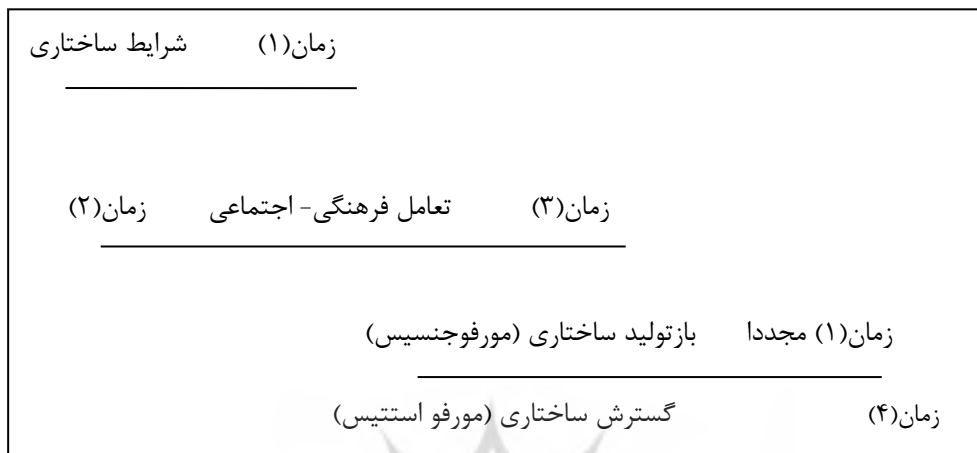 زمان(۱) شرایط ساختاری
زمان(۳) تعامل فرهنگی- اجتماعی زمان(۲)
زمان(۱) مجددا بازتولید ساختاری (مورفوجنسیس)
زمان(۴) گسترش ساختاری (مورفو استتیس)